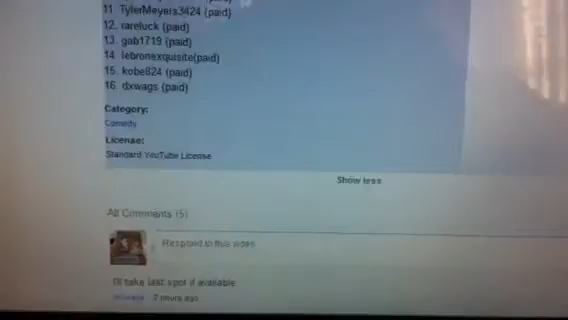 11. TylerMeyers3424 (paid)
12. rareluck (paid)
13. gab1719 (paid)
14. lebronexquisite(paid)
15. kobe824 (paid)
16. dxwags (paid)
Category:
Comedy
License:
Standard YouTube License
Show less
All Comments (5)
Respond to this video
I'll take last spot if available
2 hours ago